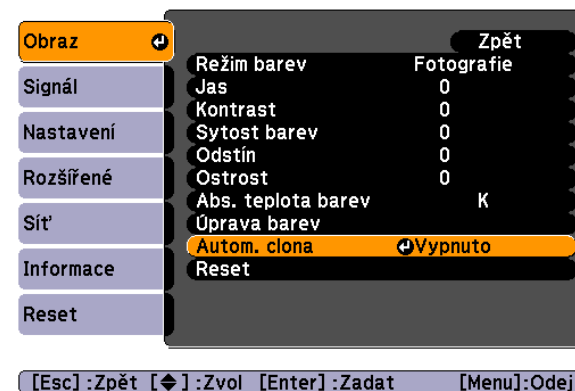 Obraz
Signál
Nastavení
Rozšířené
Síť
Informace
Reset
Zpět
Režim barev Fotografie
Jas 0
Kontrast 0
Sytost barev 0
Odstín 0
Ostrost 0
Abs. teplota barev K
Úprava barev
Autom. clona Vypnuto
Reset
[Esc] :Zpět [◆] :Zvol [Enter] :Zadat [Menu]:Odej